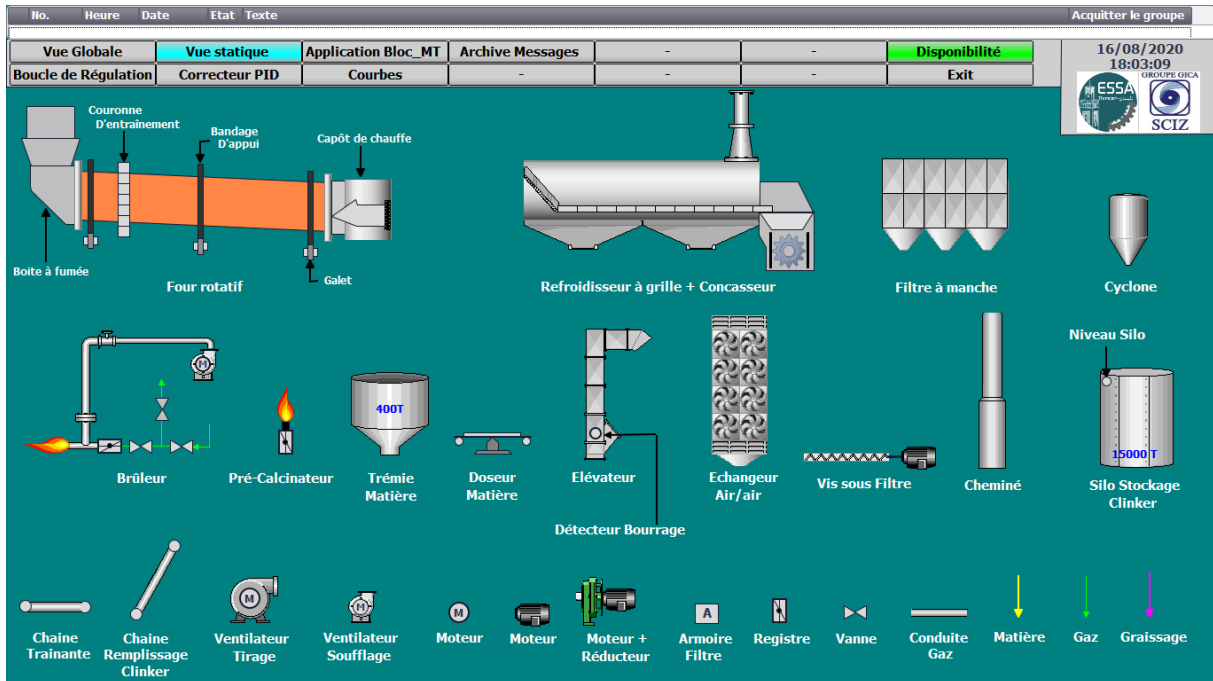 No. Heure Date Etat Texte Acquitter le groupe
Vue Globale Vue statique Application Bloc_MT Archive Messages - - Disponibilité
Boucle de Régulation Correcteur PID Courbes - - - Exit
16/08/2020
18:03:09
ESSA
GROUPE GICA
SCIZ
Couronne
D'entraînement
Bandage
D'appui
Capôt de chauffe
Boite à fumée
Galet
Four rotatif
Refroidisseur à grille + Concasseur
Filtre à manche
Cyclone
Niveau Silo
M
400T
15000 T
Brûleur
Pré-Calcinateur
Trémie
Matière
Doseur
Matière
Elévateur
Echangeur
Air/air
Vis sous Filtre
Cheminé
Silo Stockage
Clinker
Détecteur Bourrage
M
M
M
A
Chaine
Trainante
Chaine
Remplissage
Clinker
Ventilateur
Tirage
Ventilateur
Soufflage
Moteur
Moteur
Moteur +
Réducteur
Armoire
Filtre
Registre
Vanne
Conduite
Gaz
Matière
Gaz
Graissage